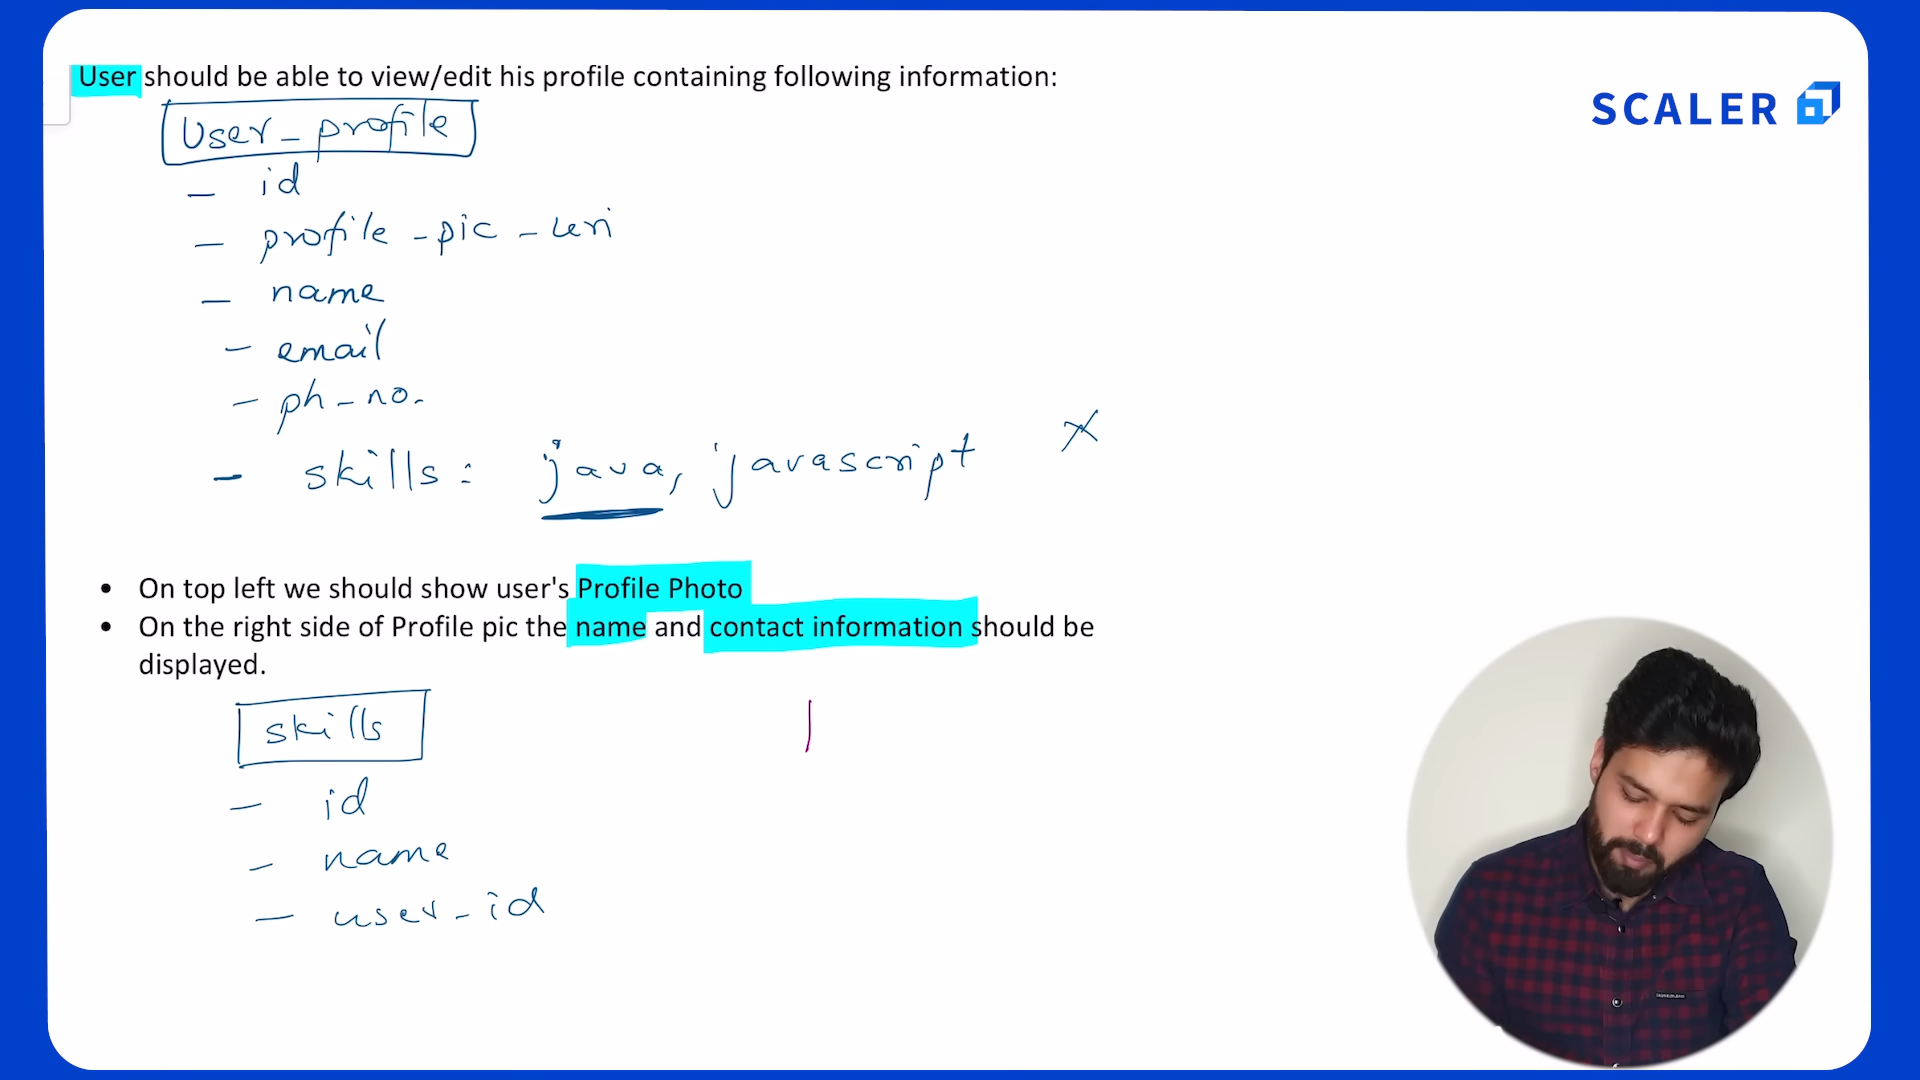 User should be able to view/edit his profile containing following information:
SCALER
User_profile
- id
- profile-pic-uri
- name
- email
- ph-no.
- skills: java, javascript x
• On top left we should show user's Profile Photo
• On the right side of Profile pic the name and contact information should be
displayed.
skills
- id
- name
- user-id